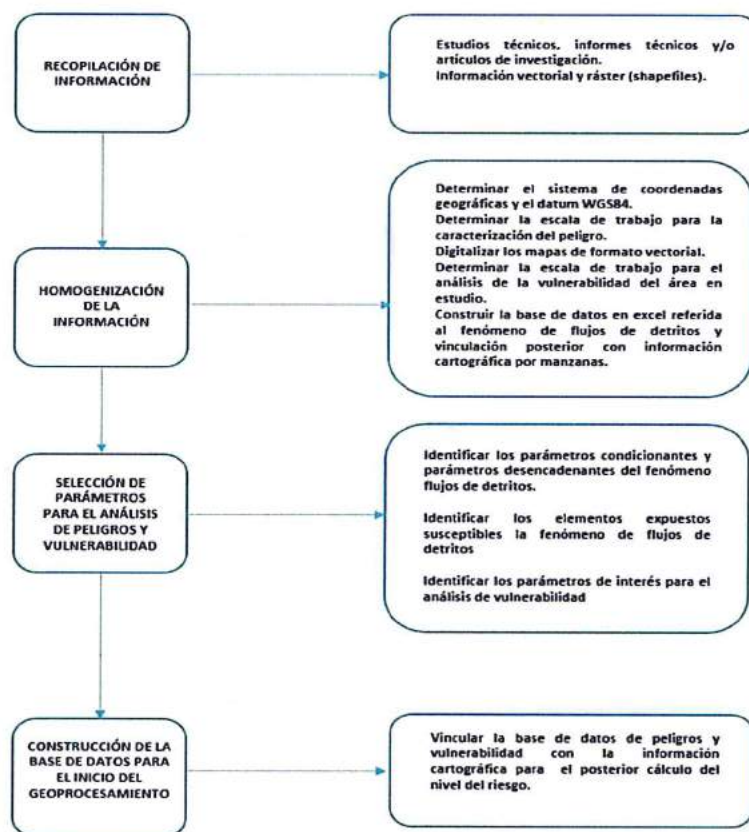 RECOPILACIÓN DE
INFORMACIÓN
Estudios técnicos, informes técnicos y/o
artículos de investigación.
Información vectorial y ráster (shapefiles).
HOMOGENIZACIÓN
DE LA
INFORMACIÓN
Determinar el sistema de coordenadas
geográficas y el datum WGS84.
Determinar la escala de trabajo para la
caracterización del peligro.
Digitalizar los mapas de formato vectorial.
Determinar la escala de trabajo para el
análisis de la vulnerabilidad del área en
estudio.
Construir la base de datos en excel referida
al fenómeno de flujos de detritos y
vinculación posterior con información
cartográfica por manzanas.
SELECCIÓN DE
PARÁMETROS
PARA EL ANÁLISIS
DE PELIGROS Y
VULNERABILIDAD
Identificar los parámetros condicionantes y
parámetros desencadenantes del fenómeno
flujos de detritos.
Identificar los elementos expuestos
susceptibles la fenómeno de flujos de
detritos
Identificar los parámetros de interés para el
análisis de vulnerabilidad
CONSTRUCCIÓN DE LA
BASE DE DATOS PARA
EL INICIO DEL
GEOPROCESAMIENTO
Vincular la base de datos de peligros y
vulnerabilidad con la información
cartográfica para el posterior cálculo del
nivel del riesgo.